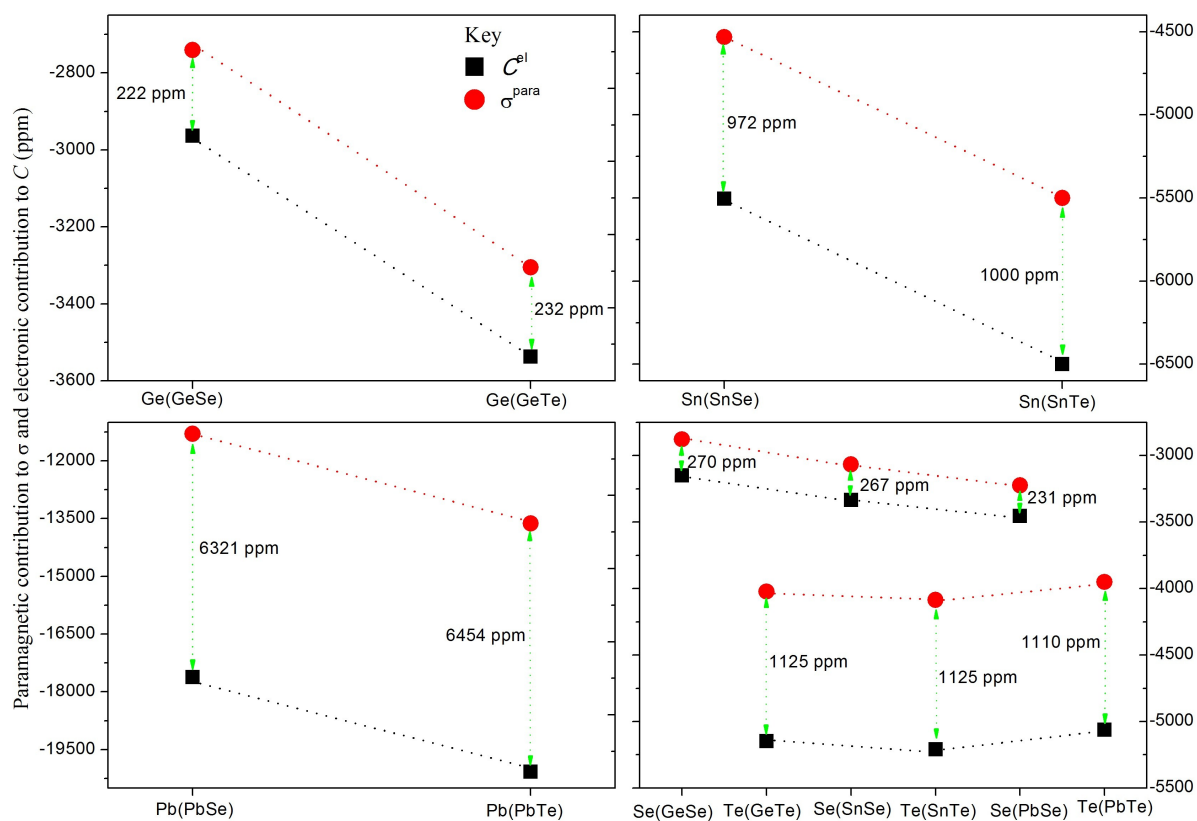 Paramagnetic contribution to σ and electronic contribution to C (ppm)
Key
C^el
σ^para
-2800
-3000
-3200
-3400
-3600
222 ppm
232 ppm
Ge(GeSe)
Ge(GeTe)
-4500
-5000
-5500
-6000
-6500
972 ppm
1000 ppm
Sn(SnSe)
Sn(SnTe)
-12000
-13500
-15000
-16500
-18000
-19500
6321 ppm
6454 ppm
Pb(PbSe)
Pb(PbTe)
-3000
-3500
-4000
-4500
-5000
-5500
270 ppm
267 ppm
231 ppm
1125 ppm
1125 ppm
1110 ppm
Se(GeSe)
Te(GeTe)
Se(SnSe)
Te(SnTe)
Se(PbSe)
Te(PbTe)